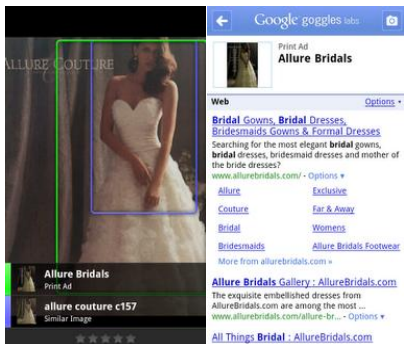 ALLURE COUTURE
Allure Bridals
Print Ad
allure couture c157
Similar Image
Google goggles labs
Print Ad
Allure Bridals
Web
Options
Bridal Gowns, Bridal Dresses,
Bridesmaids Gowns & Formal Dresses
Searching for the most elegant bridal gowns,
bridal dresses, bridesmaid dresses and mother of
the bride dresses?
www.allurebridals.com/ - Options ▾
Allure Exclusive
Couture Far & Away
Bridal Womens
Bridesmaids Allure Bridals Footwear
More from allurebridals.com »
Allure Bridals Gallery : AllureBridals.com
The exquisite embellished dresses from
AllureBridals.com are among the most ...
www.allurebridals.com/allure-br... - Options ▾
All Things Bridal : AllureBridals.com